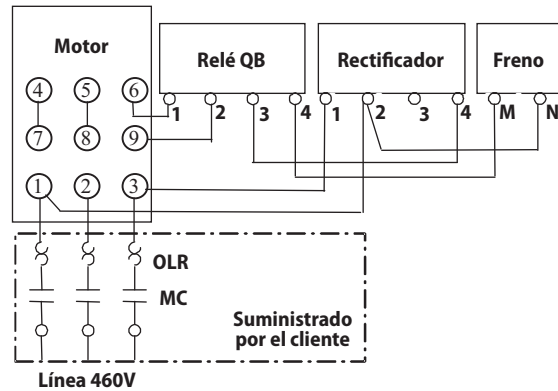 Motor
Relé QB
Rectificador
Freno
4 5 6
1 2 3 4
1 2 3 4
M N
7 8 9
1 2 3
OLR
MC
Suministrado
por el cliente
Línea 460V